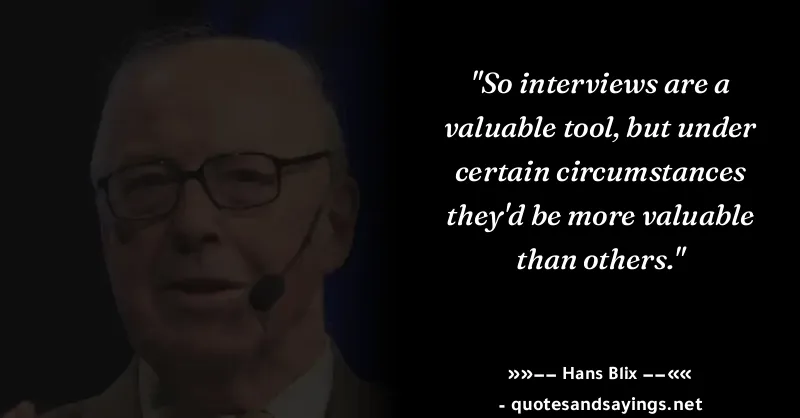 "So interviews are a
valuable tool, but under
certain circumstances
they'd be more valuable
than others."
»»−− Hans Blix −−««
- quotesandsayings.net